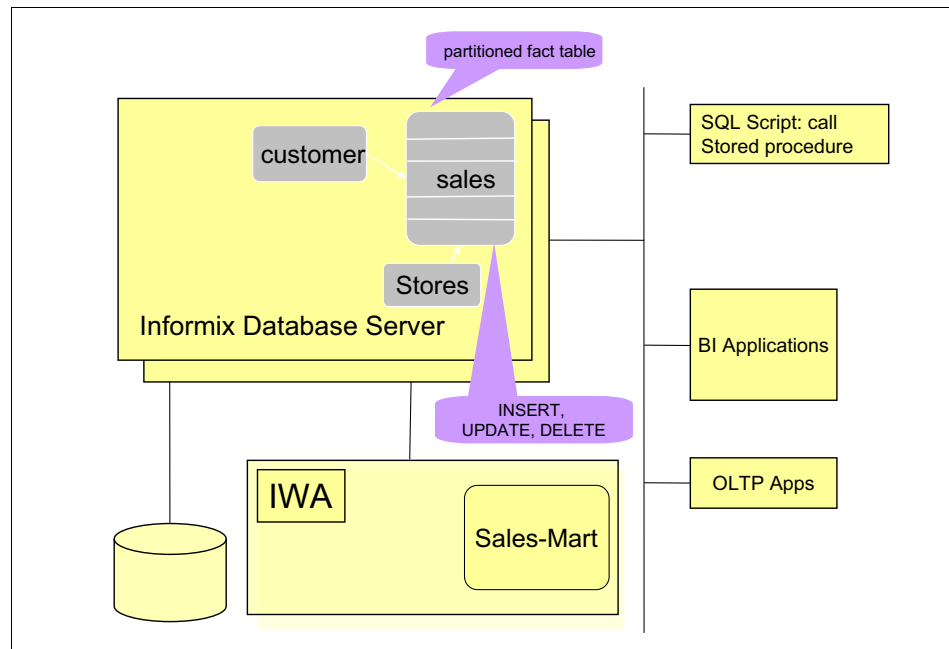 partitioned fact table
SQL Script: call
Stored procedure
customer
sales
Stores
Informix Database Server
BI Applications
INSERT,
UPDATE, DELETE
IWA
OLTP Apps
Sales-Mart